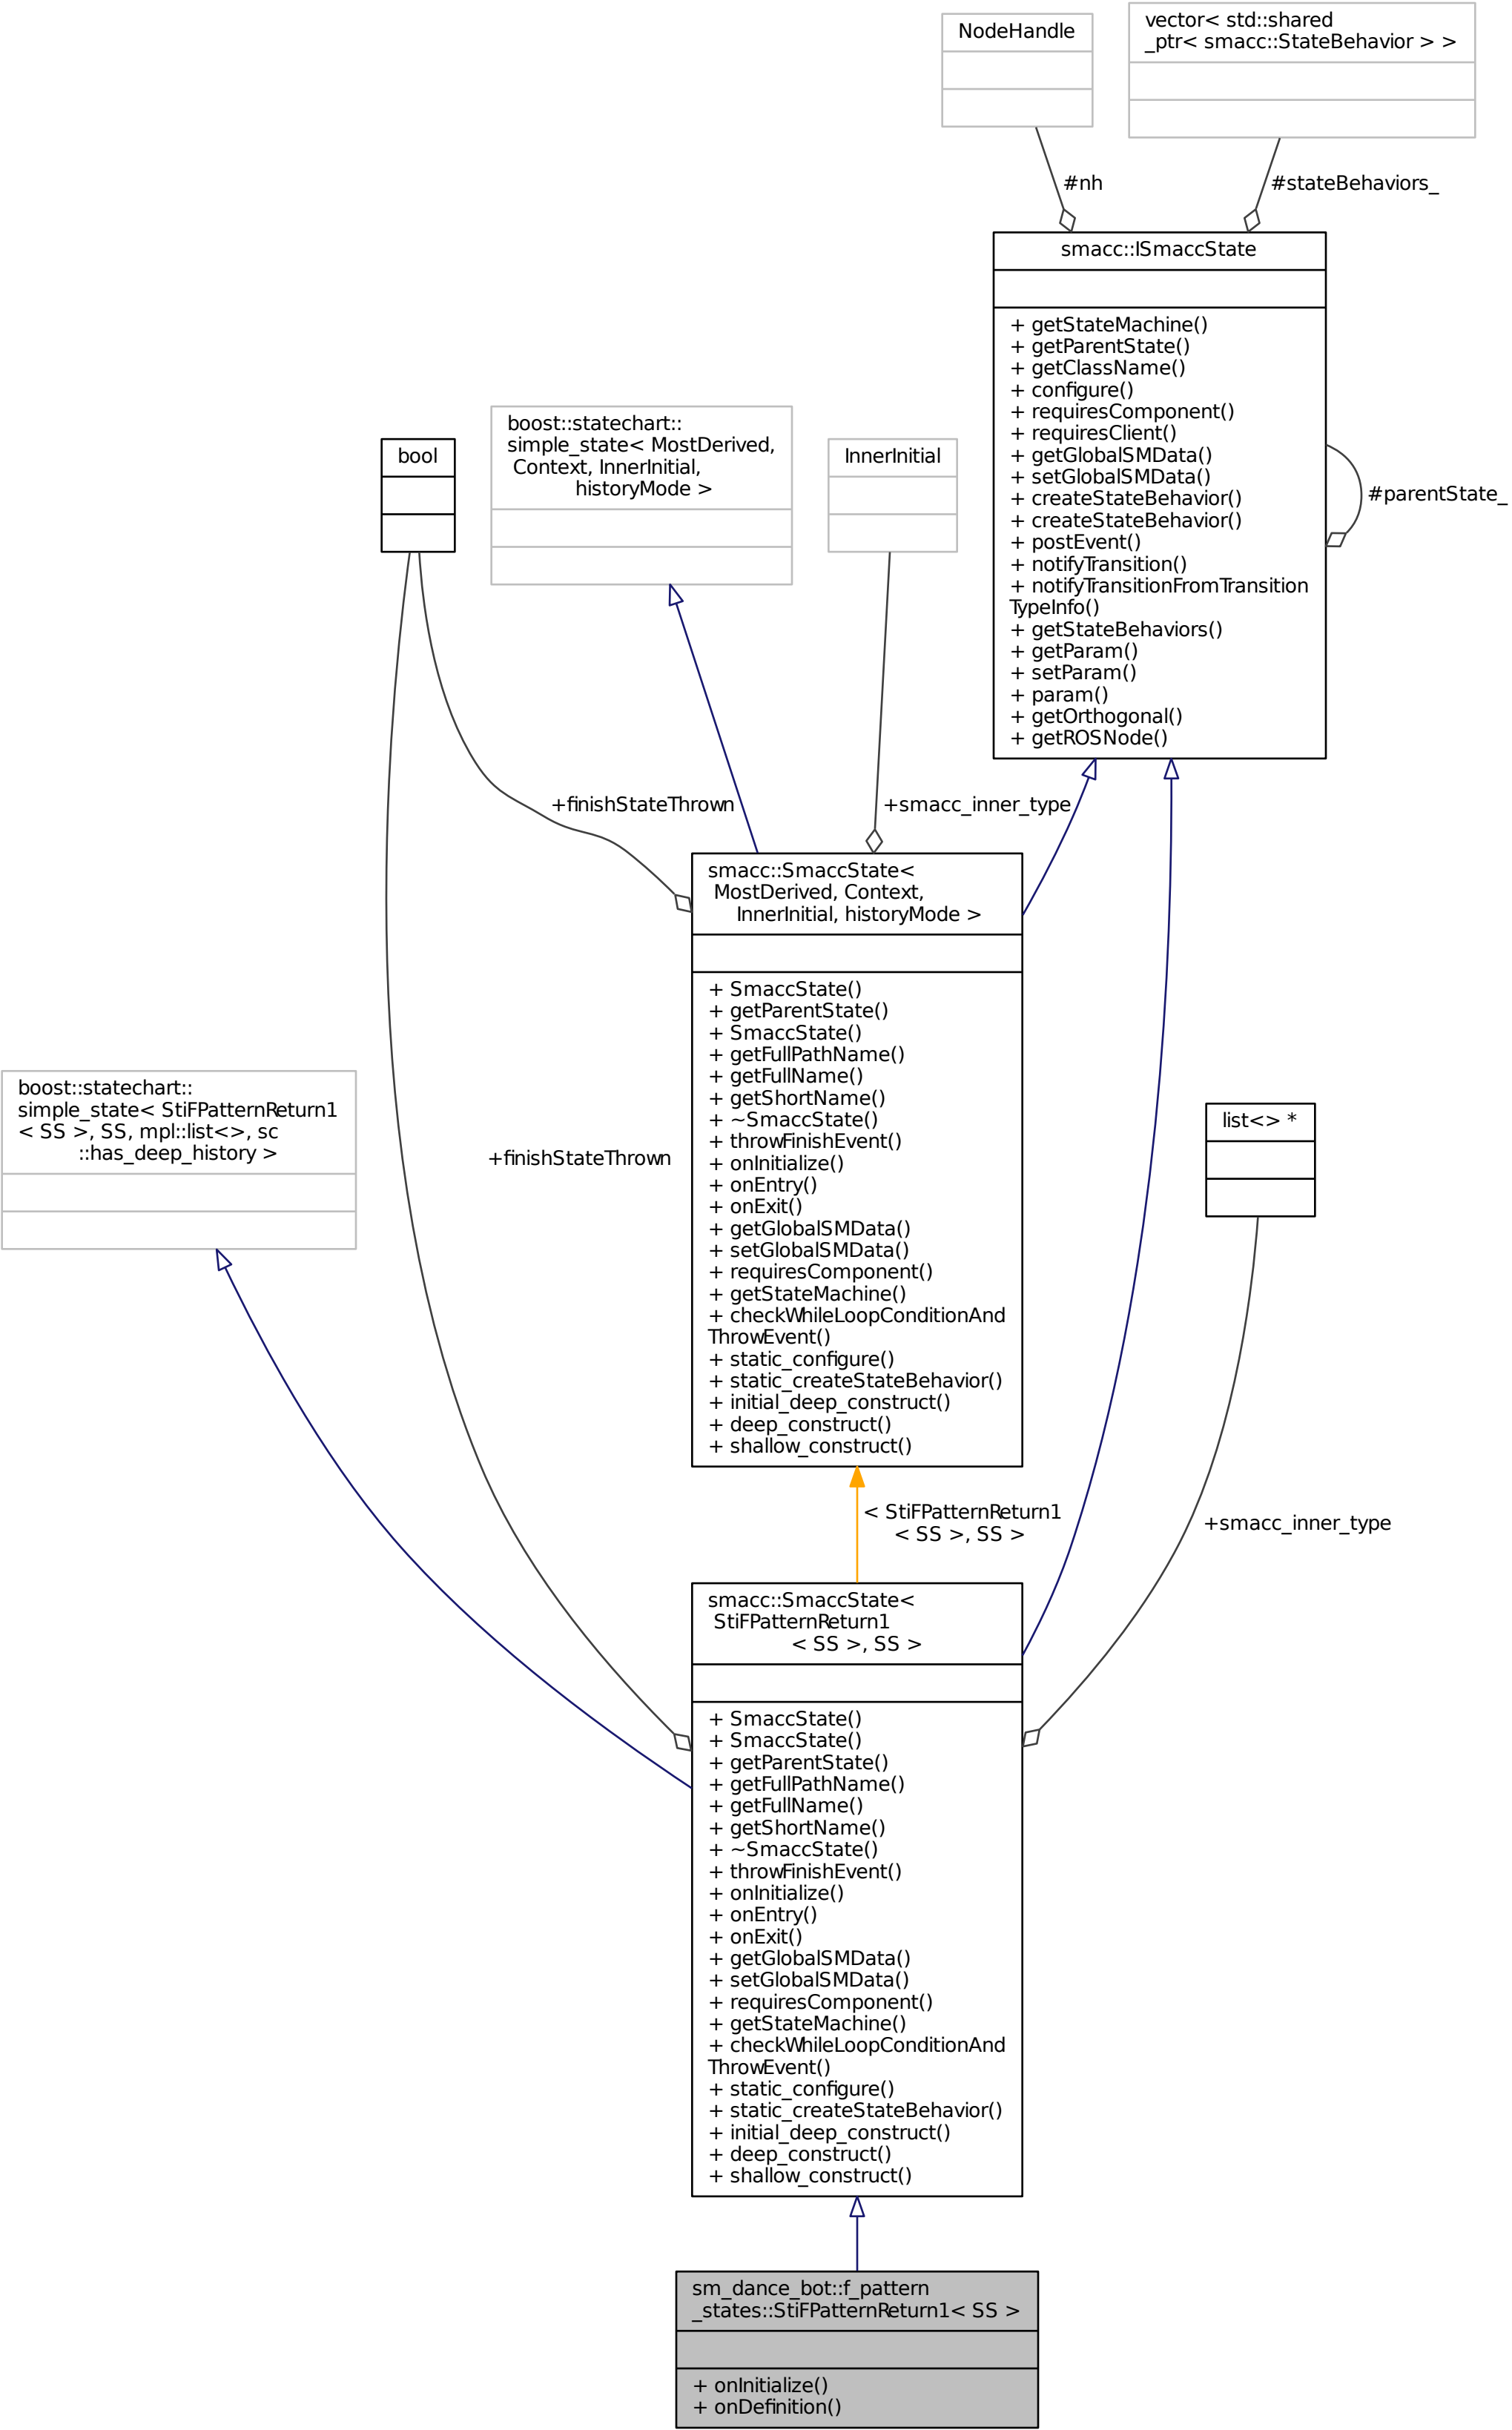 NodeHandle
vector< std::shared
_ptr< smacc::StateBehavior > >
#nh
#stateBehaviors_
smacc::ISmaccState
+ getStateMachine()
+ getParentState()
+ getClassName()
+ configure()
+ requiresComponent()
+ requiresClient()
+ getGlobalSMData()
+ setGlobalSMData()
+ createStateBehavior()
+ createStateBehavior()
+ postEvent()
+ notifyTransition()
+ notifyTransitionFromTransition
TypeInfo()
+ getStateBehaviors()
+ getParam()
+ setParam()
+ param()
+ getOrthogonal()
+ getROSNode()
#parentState_
bool
boost::statechart::
simple_state< MostDerived,
Context, InnerInitial,
historyMode >
InnerInitial
+finishStateThrown
+smacc_inner_type
smacc::SmaccState<
MostDerived, Context,
InnerInitial, historyMode >
+ SmaccState()
+ getParentState()
+ SmaccState()
+ getFullPathName()
+ getFullName()
+ getShortName()
+ ~SmaccState()
+ throwFinishEvent()
+ onInitialize()
+ onEntry()
+ onExit()
+ getGlobalSMData()
+ setGlobalSMData()
+ requiresComponent()
+ getStateMachine()
+ checkWhileLoopConditionAnd
ThrowEvent()
+ static_configure()
+ static_createStateBehavior()
+ initial_deep_construct()
+ deep_construct()
+ shallow_construct()
boost::statechart::
simple_state< StiFPatternReturn1
< SS >, SS, mpl::list<>, sc
::has_deep_history >
+finishStateThrown
list<> *
< StiFPatternReturn1
< SS >, SS >
+smacc_inner_type
smacc::SmaccState<
StiFPatternReturn1
< SS >, SS >
+ SmaccState()
+ SmaccState()
+ getParentState()
+ getFullPathName()
+ getFullName()
+ getShortName()
+ ~SmaccState()
+ throwFinishEvent()
+ onInitialize()
+ onEntry()
+ onExit()
+ getGlobalSMData()
+ setGlobalSMData()
+ requiresComponent()
+ getStateMachine()
+ checkWhileLoopConditionAnd
ThrowEvent()
+ static_configure()
+ static_createStateBehavior()
+ initial_deep_construct()
+ deep_construct()
+ shallow_construct()
sm_dance_bot::f_pattern
_states::StiFPatternReturn1< SS >
+ onInitialize()
+ onDefinition()